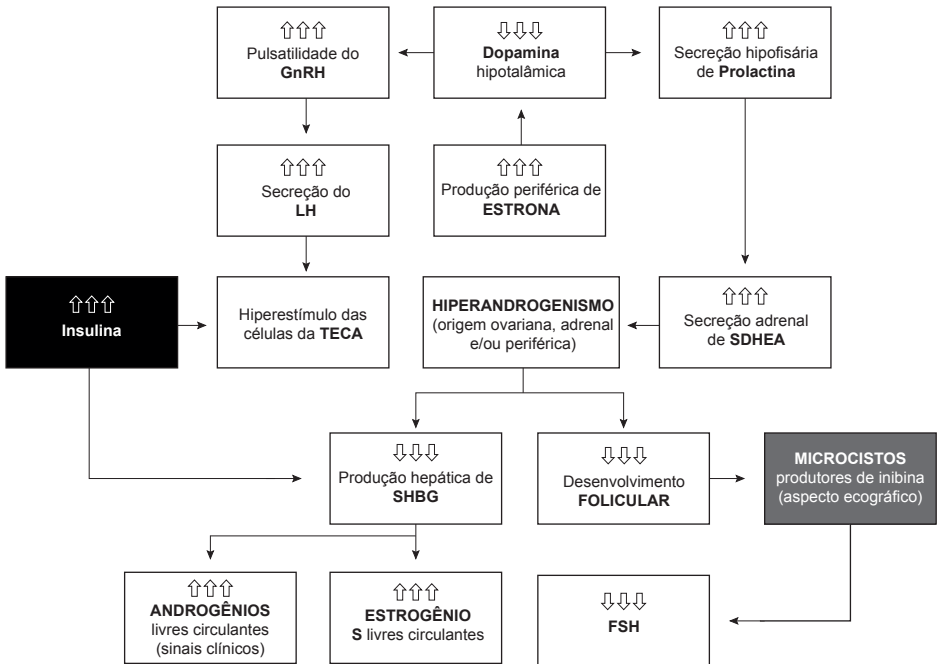 ⇧⇧⇧
Pulsatilidade do
GnRH
⇩⇩⇩
Dopamina
hipotalâmica
⇧⇧⇧
Secreção hipofisária
de Prolactina
⇧⇧⇧
Secreção do
LH
⇧⇧⇧
Produção periférica de
ESTRONA
⇧⇧⇧
Insulina
Hiperestímulo das
células da TECA
HIPERANDROGENISMO
(origem ovariana, adrenal
e/ou periférica)
⇧⇧⇧
Secreção adrenal
de SDHEA
⇩⇩⇩
Produção hepática de
SHBG
⇩⇩⇩
Desenvolvimento
FOLICULAR
MICROCISTOS
produtores de inibina
(aspecto ecográfico)
⇧⇧⇧
ANDROGÊNIOS
livres circulantes
(sinais clínicos)
⇧⇧⇧
ESTROGÊNIO
S livres circulantes
⇩⇩⇩
FSH